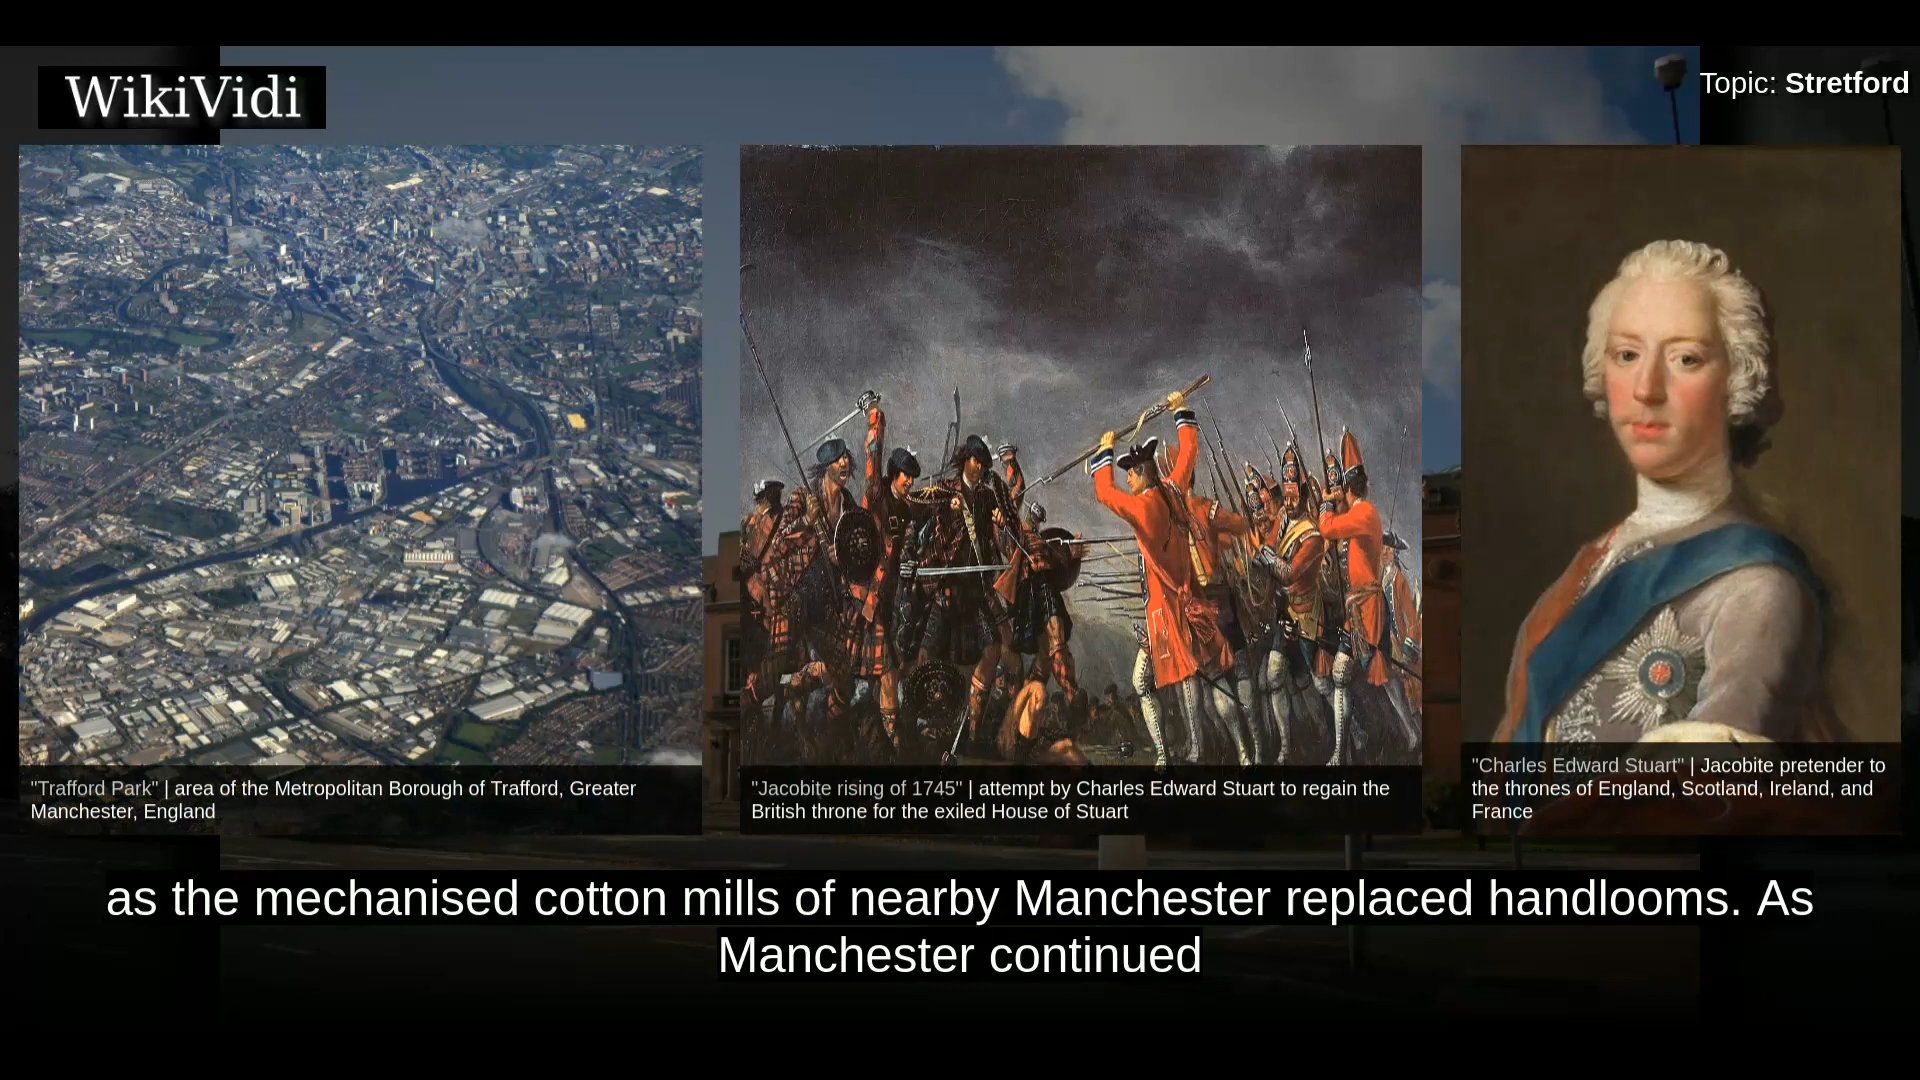 WikiVidi
Topic: Stretford
"Trafford Park" | area of the Metropolitan Borough of Trafford, Greater
Manchester, England
"Jacobite rising of 1745" | attempt by Charles Edward Stuart to regain the
British throne for the exiled House of Stuart
"Charles Edward Stuart" | Jacobite pretender to
the thrones of England, Scotland, Ireland, and
France
as the mechanised cotton mills of nearby Manchester replaced handlooms. As
Manchester continued